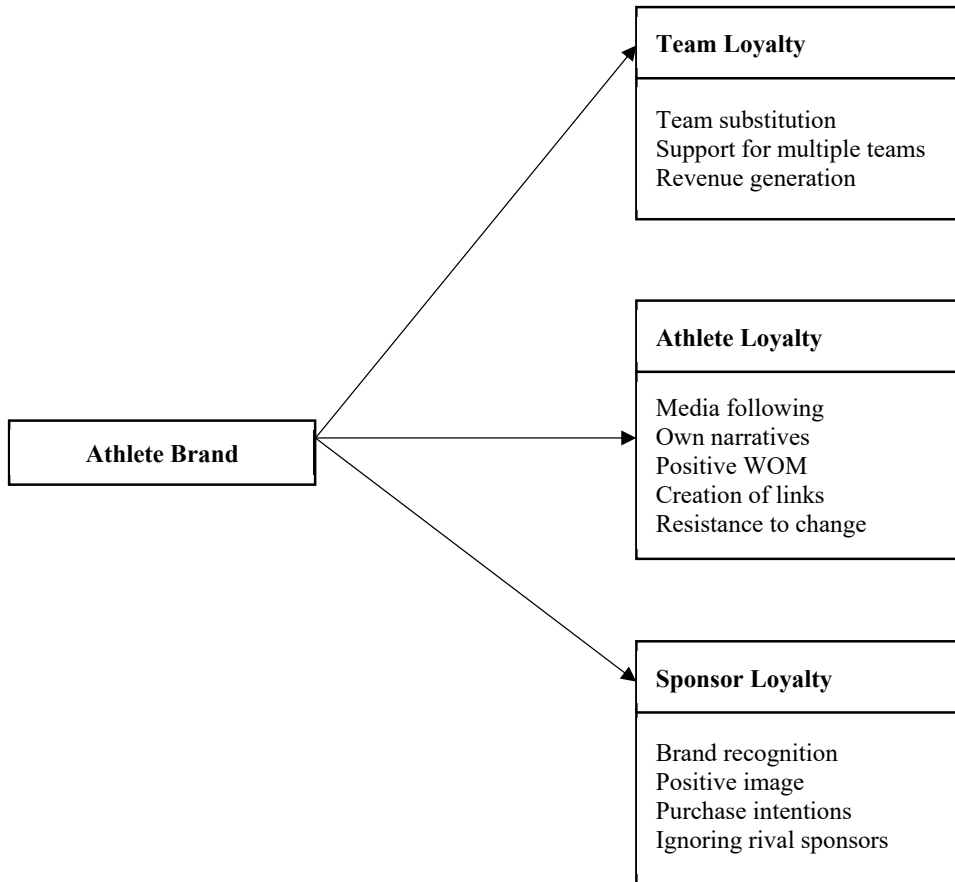 Team Loyalty
Team substitution
Support for multiple teams
Revenue generation
Athlete Loyalty
Media following
Own narratives
Positive WOM
Creation of links
Resistance to change
Athlete Brand
Sponsor Loyalty
Brand recognition
Positive image
Purchase intentions
Ignoring rival sponsors